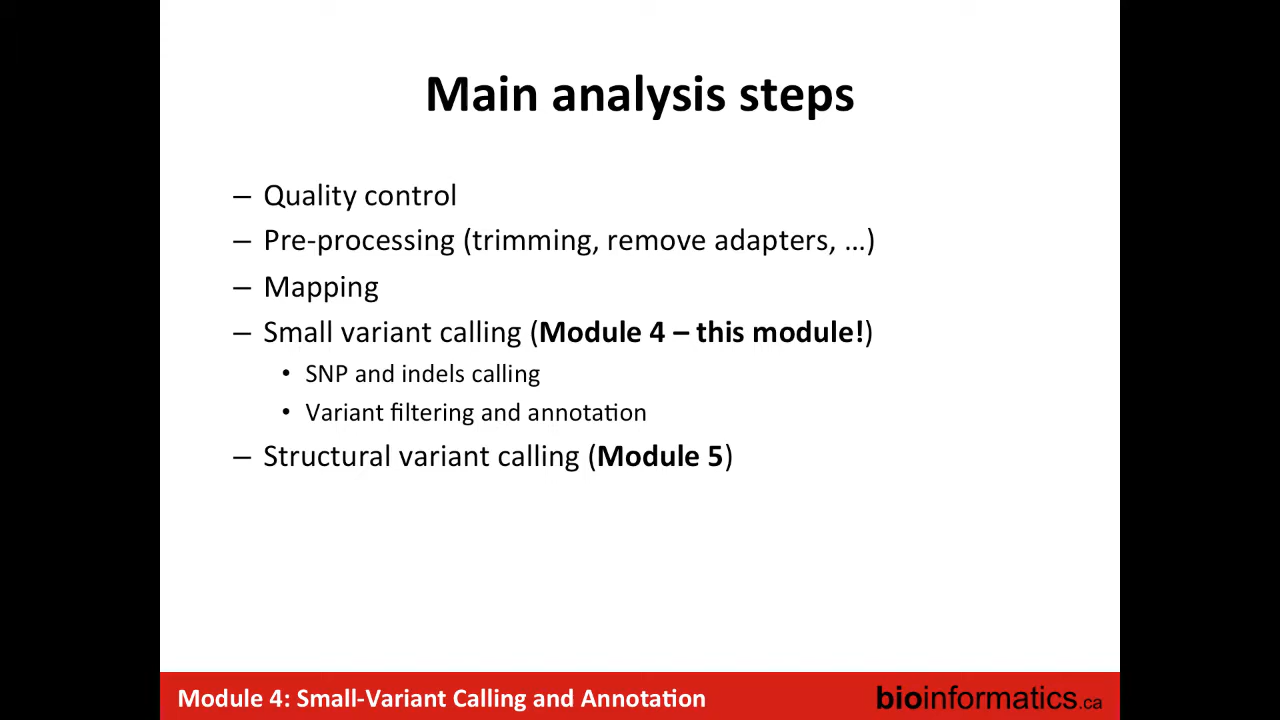 Main analysis steps
– Quality control
– Pre-processing (trimming, remove adapters, …)
– Mapping
– Small variant calling (Module 4 – this module!)
• SNP and indels calling
• Variant filtering and annotation
– Structural variant calling (Module 5)
Module 4: Small-Variant Calling and Annotation
bioinformatics.ca